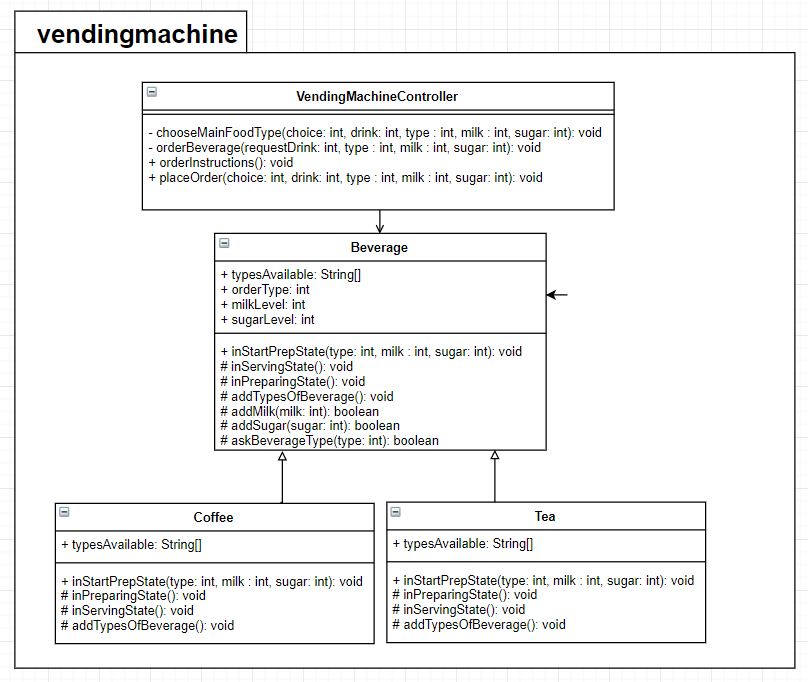 vendingmachine
VendingMachineController
- chooseMainFoodType(choice: int, drink: int, type : int, milk : int, sugar: int): void
- orderBeverage(requestDrink: int, type : int, milk : int, sugar: int): void
+ orderInstructions(): void
+ placeOrder(choice: int, drink: int, type : int, milk : int, sugar: int): void
Beverage
+ typesAvailable: String[]
+ orderType: int
+ milkLevel: int
+ sugarLevel: int
+ inStartPrepState(type: int, milk : int, sugar: int): void
# inServingState(): void
# inPreparingState(): void
# addTypesOfBeverage(): void
# addMilk(milk: int): boolean
# addSugar(sugar: int): boolean
# askBeverageType(type: int): boolean
Coffee
+ typesAvailable: String[]
+ inStartPrepState(type: int, milk : int, sugar: int): void
# inPreparingState(): void
# inServingState(): void
# addTypesOfBeverage(): void
Tea
+ typesAvailable: String[]
+ inStartPrepState(type: int, milk : int, sugar: int): void
# inPreparingState(): void
# inServingState(): void
# addTypesOfBeverage(): void